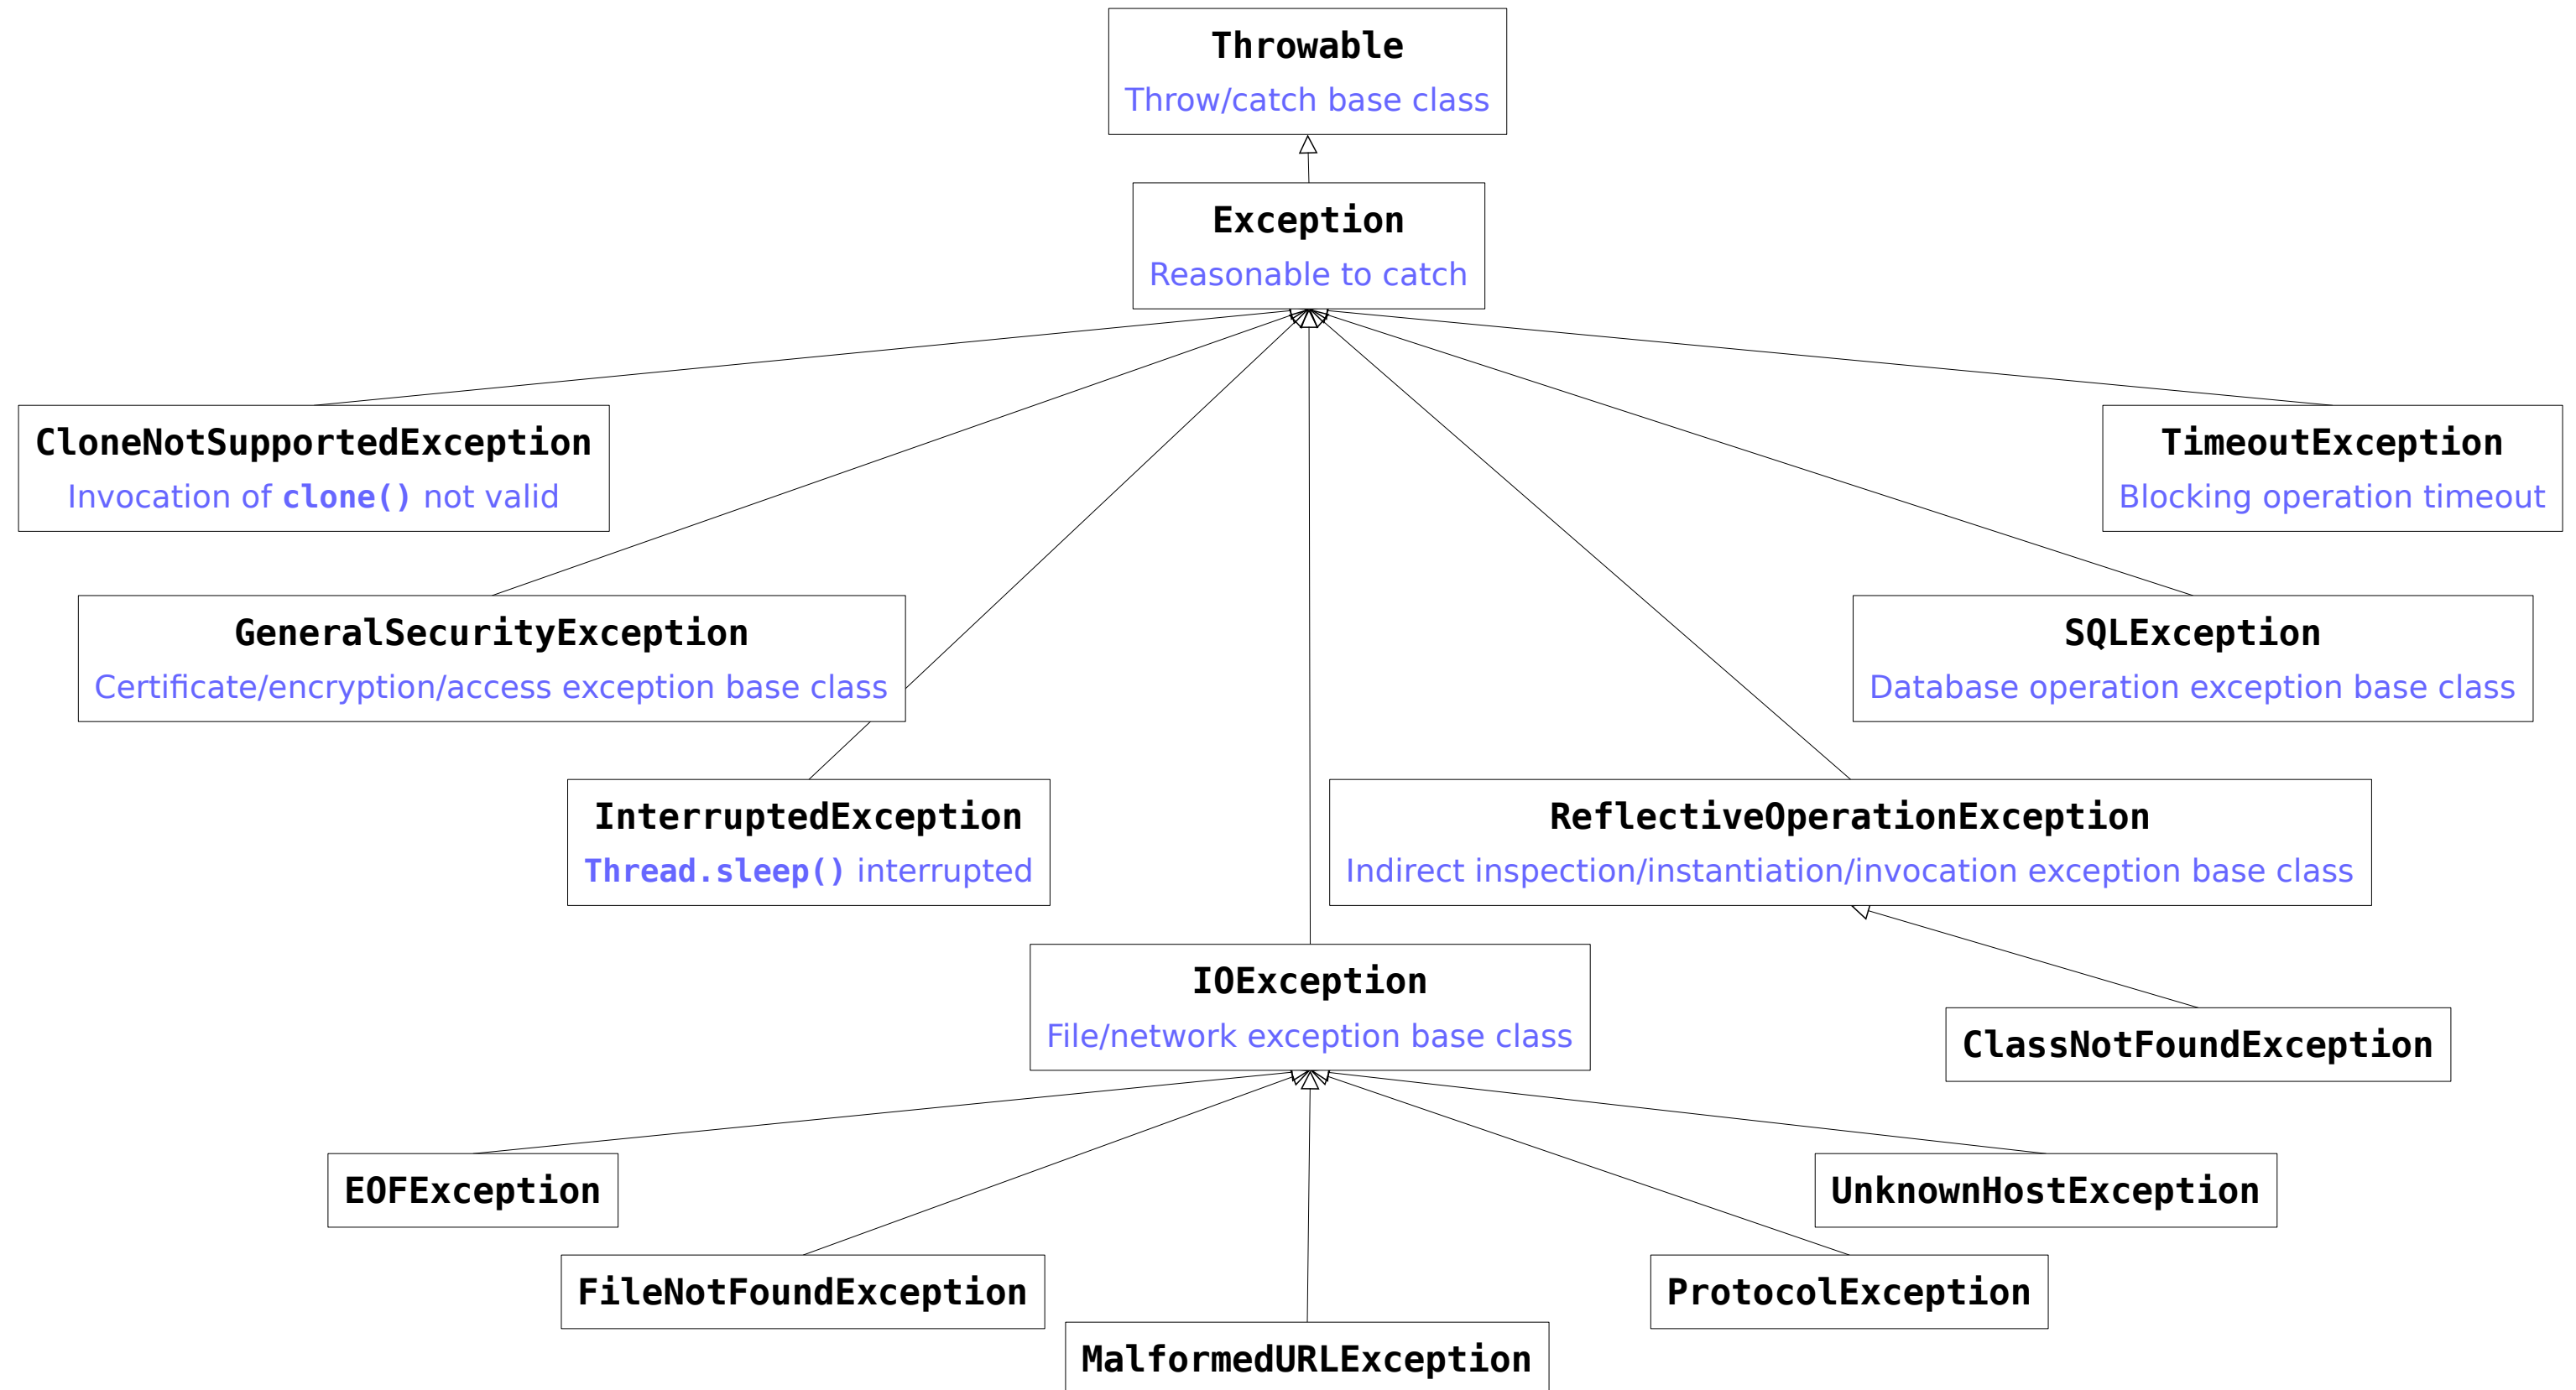 Throwable
Throw/catch base class
Exception
Reasonable to catch
CloneNotSupportedException
Invocation of clone() not valid
TimeoutException
Blocking operation timeout
GeneralSecurityException
Certificate/encryption/access exception base class
SQLException
Database operation exception base class
InterruptedException
Thread.sleep() interrupted
ReflectiveOperationException
Indirect inspection/instantiation/invocation exception base class
IOException
File/network exception base class
ClassNotFoundException
EOFException
UnknownHostException
FileNotFoundException
ProtocolException
MalformedURLException